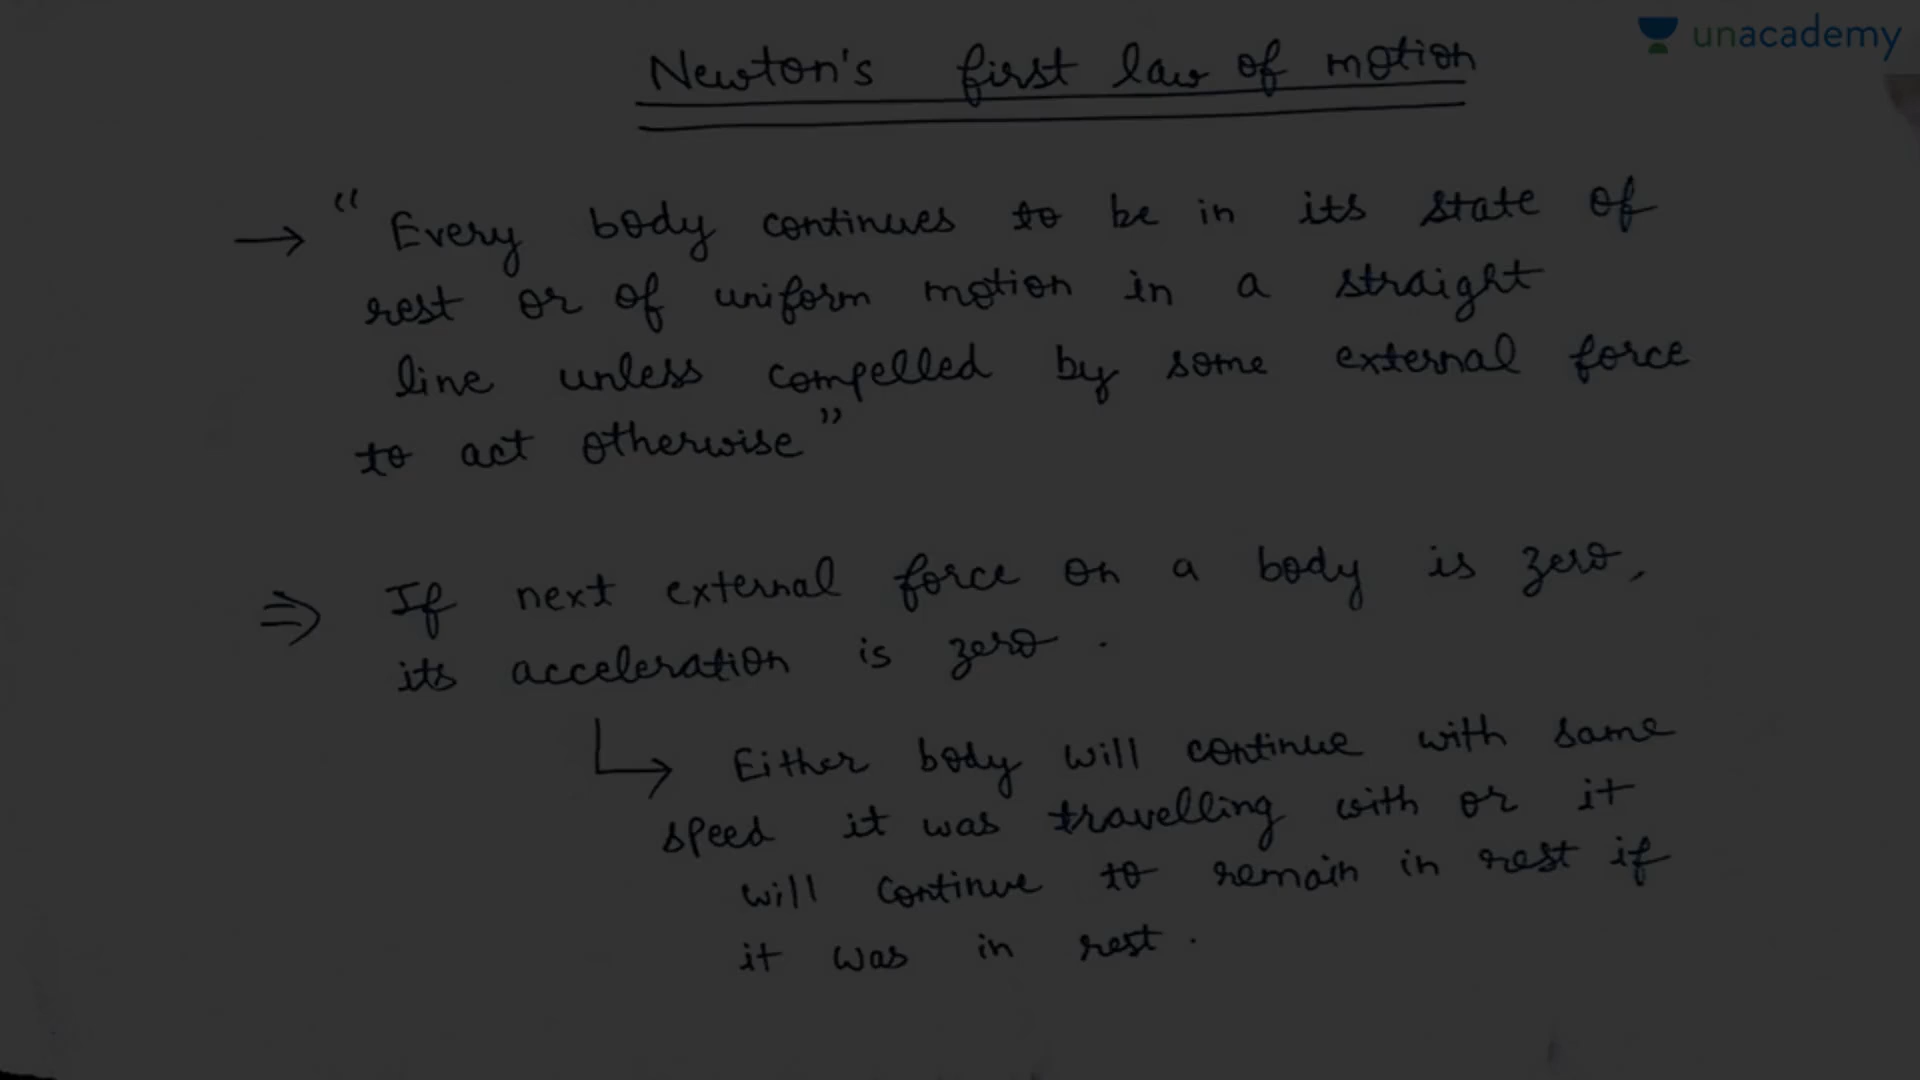 unacademy
Newton's first law of motion
→ " Every body continues to be in its state of
rest or of uniform motion in a straight
line unless compelled by some external force
to act otherwise "
⇒ If next external force on a body is zero,
its acceleration is zero .
↳ Either body will continue with same
speed it was travelling with or it
will continue to remain in rest if
it was in rest .